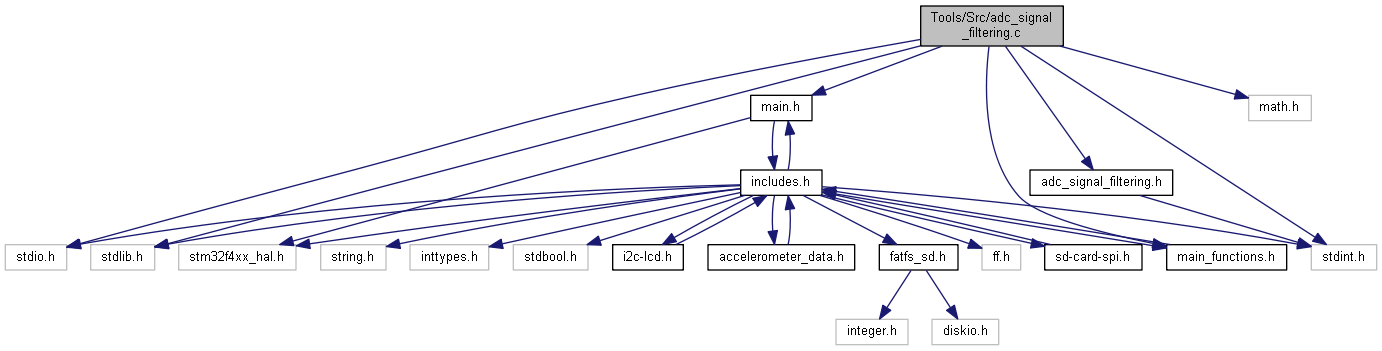 Tools/Src/adc_signal
_filtering.c
main.h
math.h
includes.h
adc_signal_filtering.h
stdio.h
stdlib.h
stm32f4xx_hal.h
string.h
inttypes.h
stdbool.h
i2c-lcd.h
accelerometer_data.h
fatfs_sd.h
ff.h
sd-card-spi.h
main_functions.h
stdint.h
integer.h
diskio.h